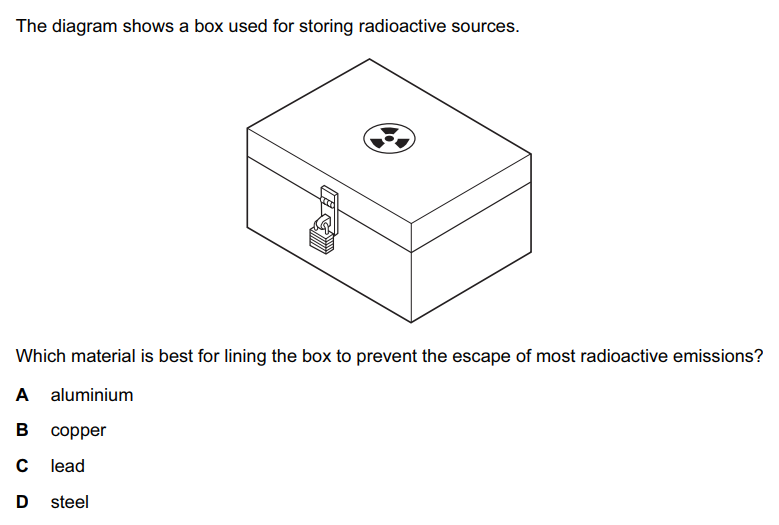 The diagram shows a box used for storing radioactive sources.
Which material is best for lining the box to prevent the escape of most radioactive emissions?
A aluminium
B copper
C lead
D steel